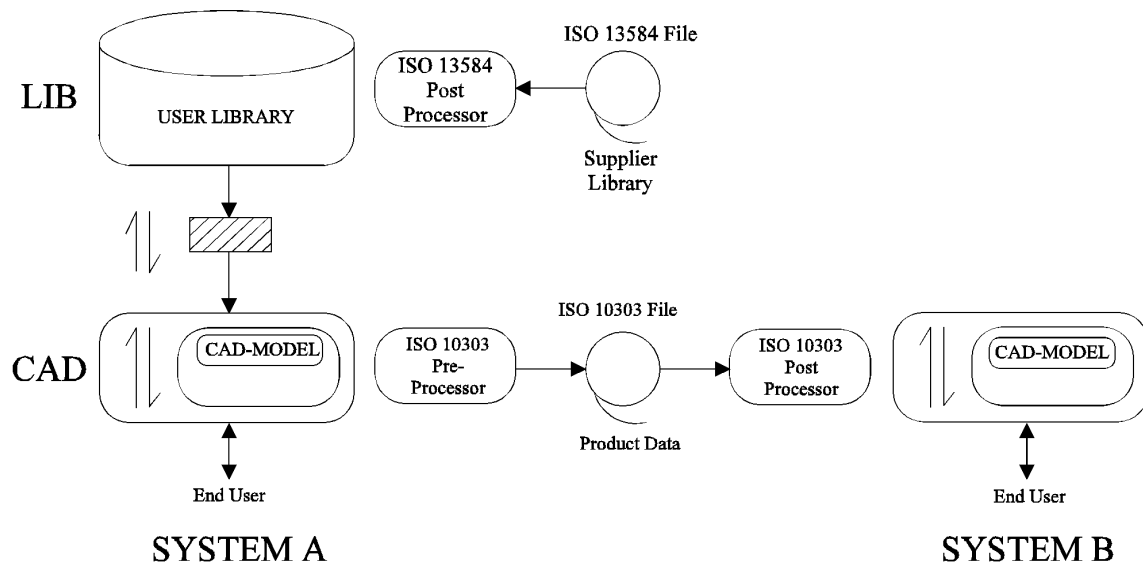 ISO 13584 File
LIB
USER LIBRARY
ISO 13584
Post
Processor
Supplier
Library
ISO 10303 File
CAD
CAD-MODEL
ISO 10303
Pre-
Processor
ISO 10303
Post
Processor
CAD-MODEL
Product Data
End User
End User
SYSTEM A
SYSTEM B